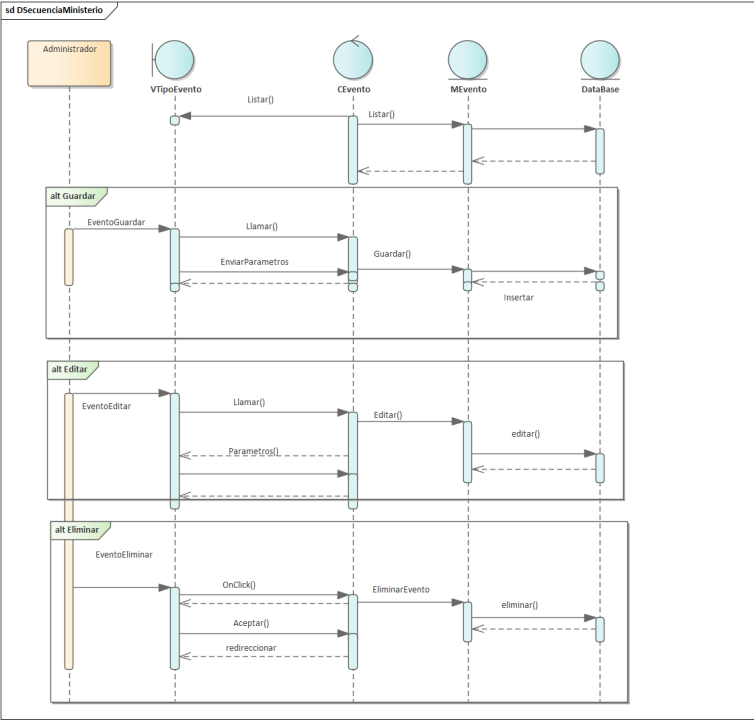 sd DSecuenciaMinisterio
Administrador
VTipoEvento
CEvento
MEvento
DataBase
Listar()
Listar()
alt Guardar
EventoGuardar
Llamar()
EnviarParametros
Guardar()
Insertar
alt Editar
EventoEditar
Llamar()
Editar()
editar()
Parametros()
alt Eliminar
EventoEliminar
OnClick()
EliminarEvento
eliminar()
Aceptar()
redireccionar